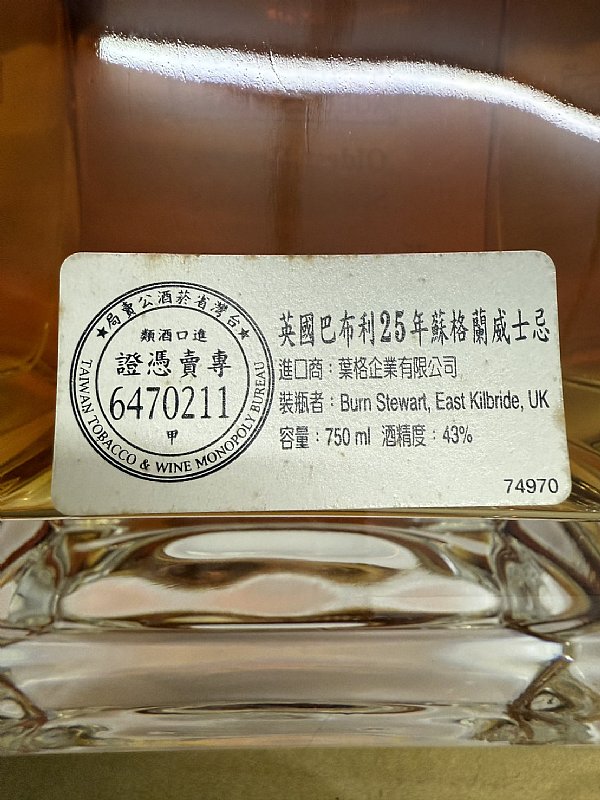 台灣省菸酒公賣局
進口酒類
專賣憑證
6470211
甲
TAIWAN TOBACCO & WINE MONOPOLY BUREAU
英國巴布利25年蘇格蘭威士忌
進口商：葉格企業有限公司
裝瓶者：Burn Stewart, East Kilbride, UK
容量：750 ml 酒精度：43%
74970